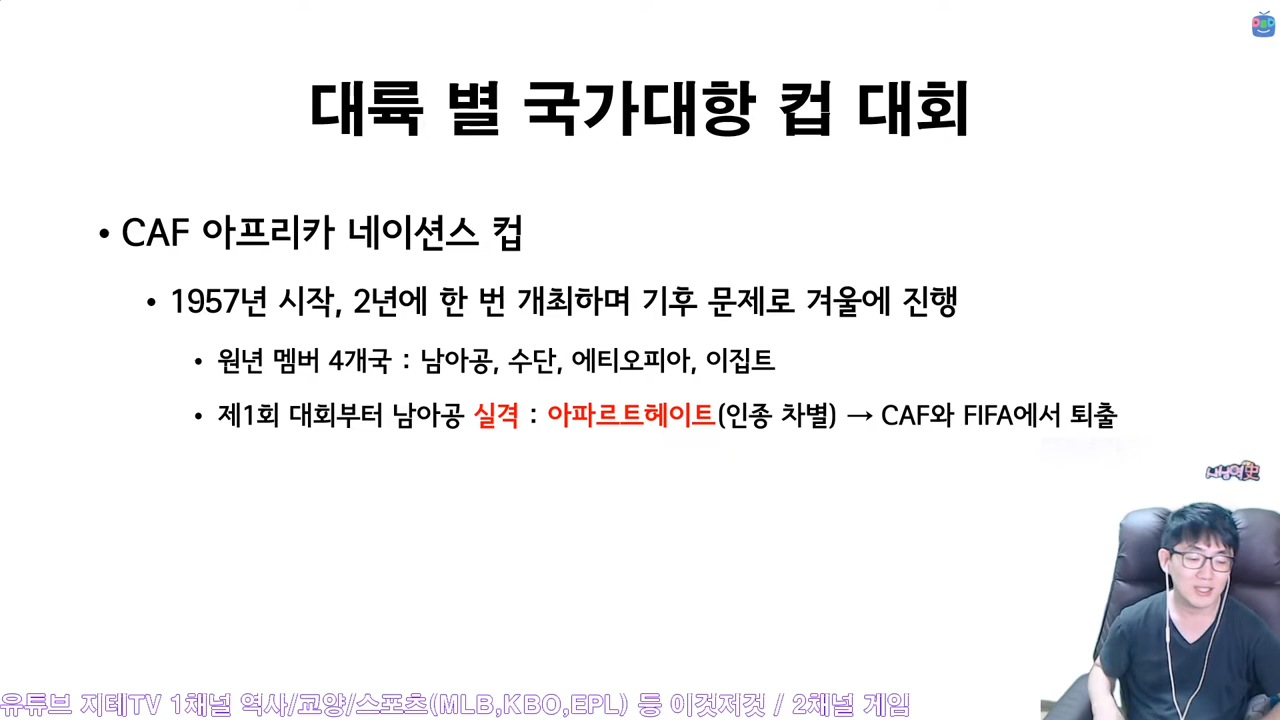 대륙 별 국가대항 컵 대회
• CAF 아프리카 네이션스 컵
• 1957년 시작, 2년에 한 번 개최하며 기후 문제로 겨울에 진행
• 원년 멤버 4개국 : 남아공, 수단, 에티오피아, 이집트
• 제1회 대회부터 남아공 실격 : 아파르트헤이트(인종 차별) → CAF와 FIFA에서 퇴출
유튜브 지테TV 1채널 역사/교양/스포츠(MLB,KBO,EPL) 등 이것저것 / 2채널 게임